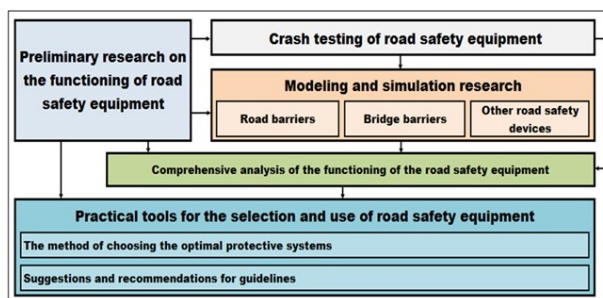 Preliminary research on
the functioning of road
safety equipment
Crash testing of road safety equipment
Modeling and simulation research
Road barriers
Bridge barriers
Other road safety
devices
Comprehensive analysis of the functioning of the road safety equipment
Practical tools for the selection and use of road safety equipment
The method of choosing the optimal protective systems
Suggestions and recommendations for guidelines